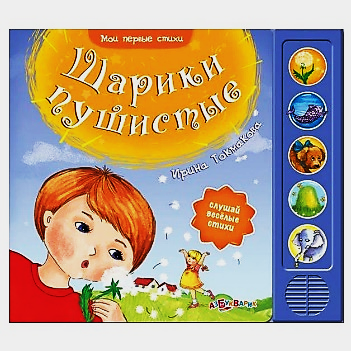 Мои первые стихи
Шарики
пушистые
Ирина Токмакова
слушай
весёлые
стихи
АЗБУКВАРИК